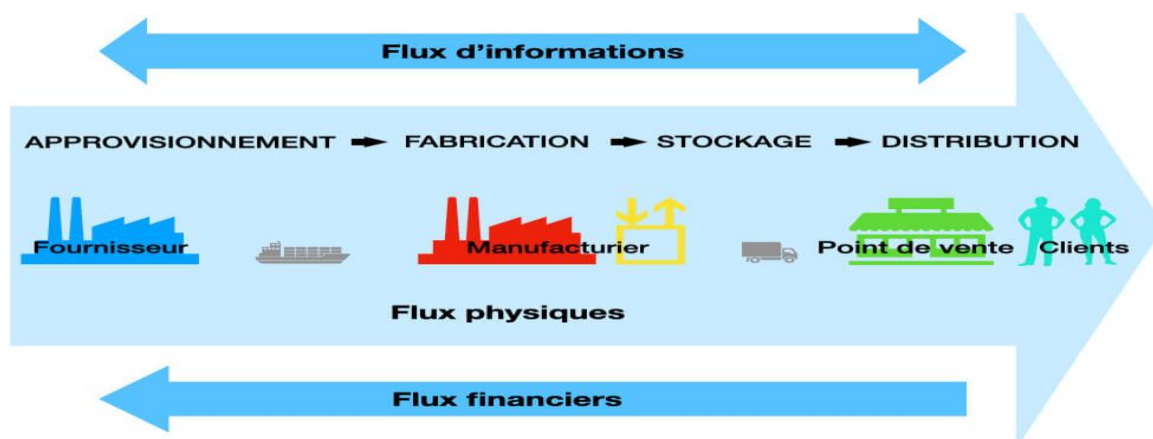 Flux d'informations
APPROVISIONNEMENT FABRICATION STOCKAGE DISTRIBUTION
Fournisseur Manufacturier Point de vente Clients
Flux physiques
Flux financiers